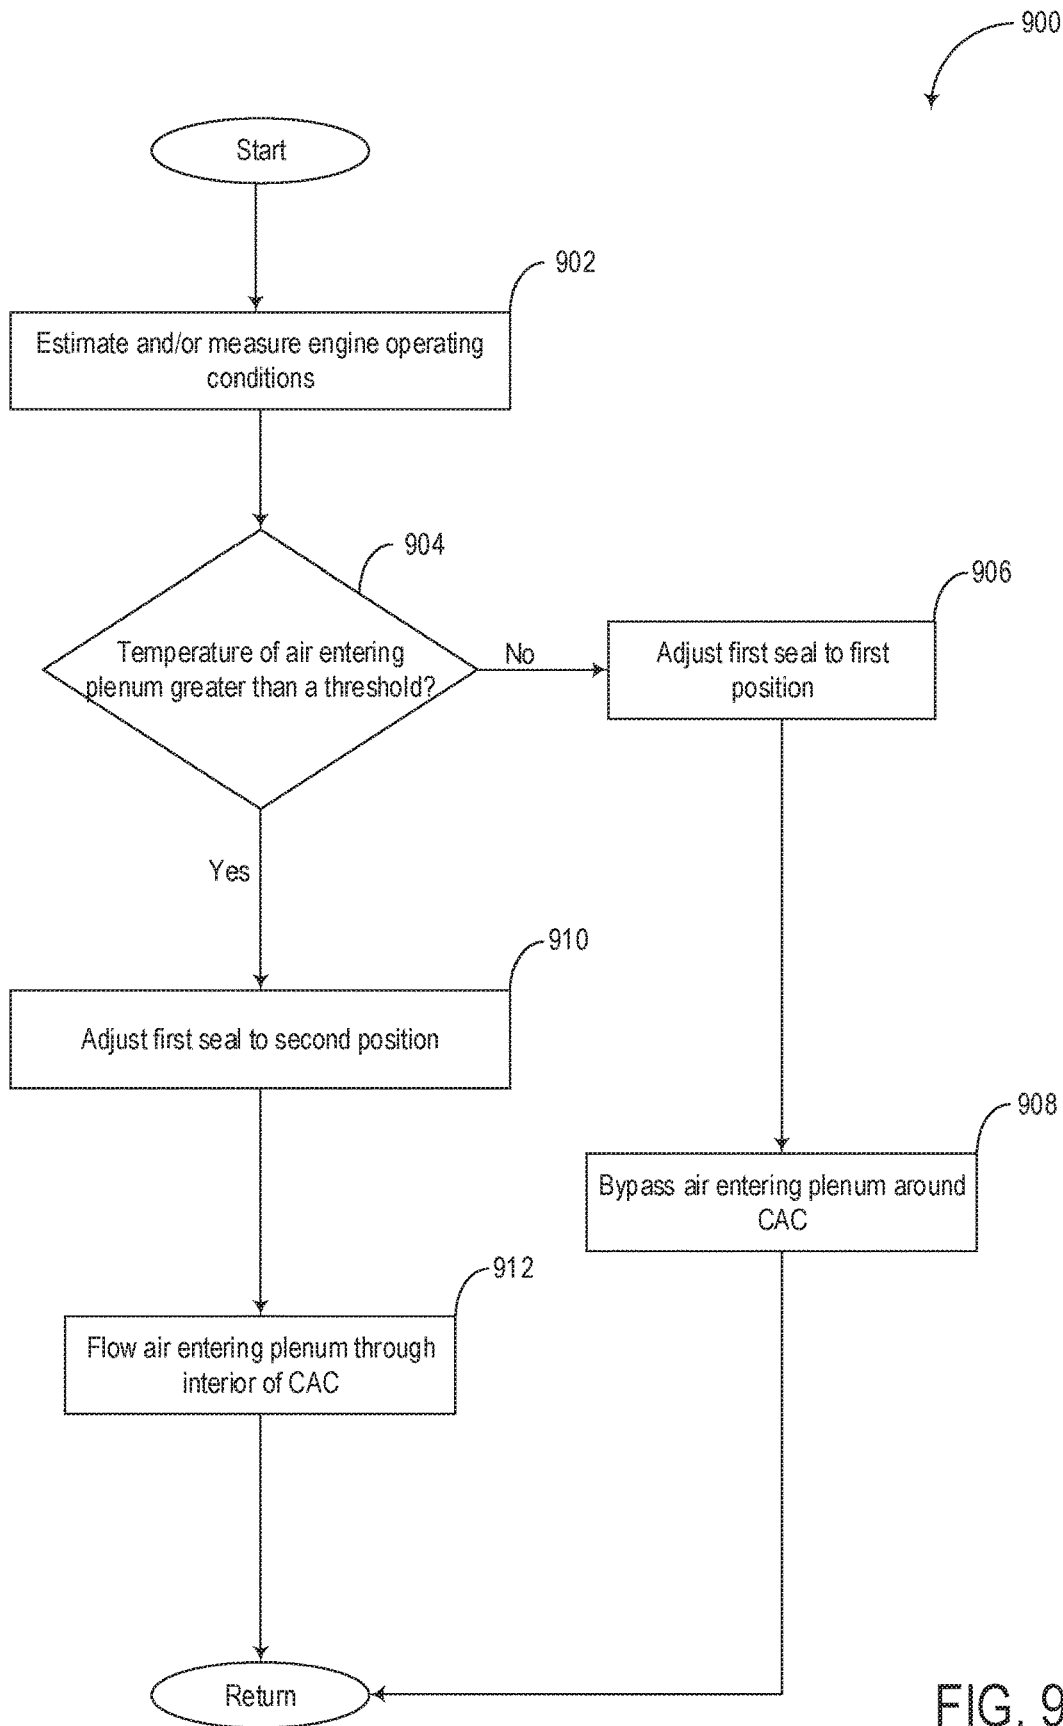 900
Start
902
Estimate and/or measure engine operating
conditions
904
Temperature of air entering
plenum greater than a threshold?
No
906
Adjust first seal to first
position
Yes
910
Adjust first seal to second position
908
Bypass air entering plenum around
CAC
912
Flow air entering plenum through
interior of CAC
Return
FIG. 9